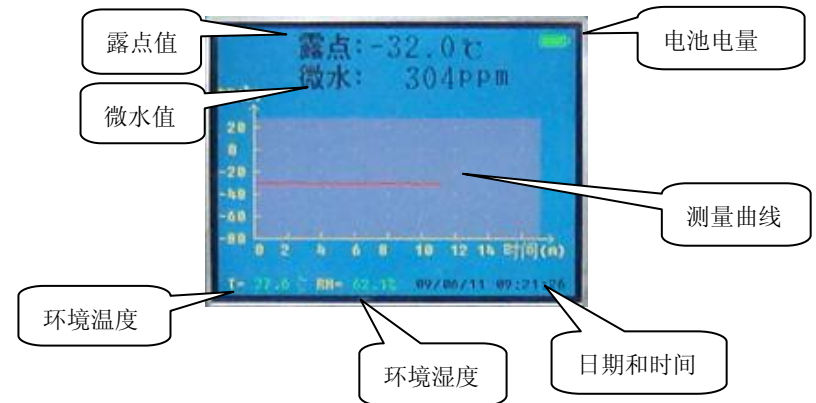 露点值
电池电量
露点:-32.0℃
微水: 304PPm
微水值
20
0
-20
-40
-60
-80
测量曲线
0 2 4 6 8 10 12 14 时间(m)
T= 27.6℃ RH= 62.1% 09/06/11 09:21:26
环境温度
环境湿度
日期和时间